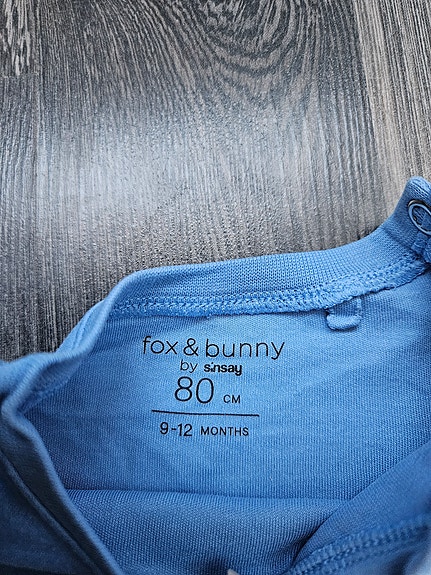 fox & bunny
by sinsay
80 CM
9-12 MONTHS